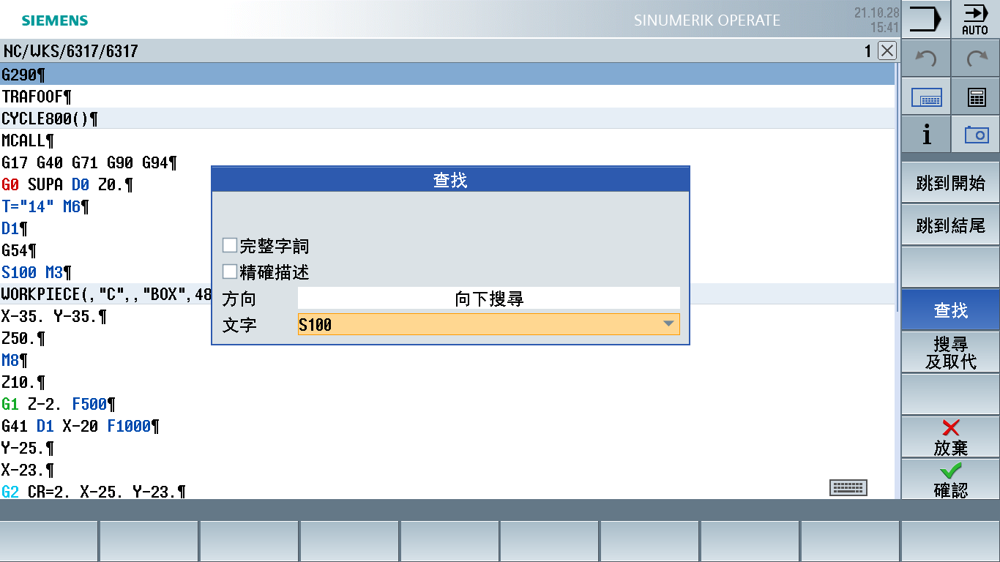 SIEMENS
SINUMERIK OPERATE
21.10.28
15:41
AUTO
NC/WKS/6317/6317
1
G290¶
TRAFOOF¶
CYCLE800()¶
MCALL¶
G17 G40 G71 G90 G94¶
G0 SUPA D0 Z0.¶
T="14" M6¶
D1¶
G54¶
S100 M3¶
WORKPIECE(,"C",,"BOX",48
X-35. Y-35.¶
Z50.¶
M8¶
Z10.¶
G1 Z-2. F500¶
G41 D1 X-20 F1000¶
Y-25.¶
X-23.¶
G2 CR=2. X-25. Y-23.¶
查找
完整字詞
精確描述
方向 向下搜尋
文字 S100
i
跳到開始
跳到結尾
查找
搜尋
及取代
放棄
確認